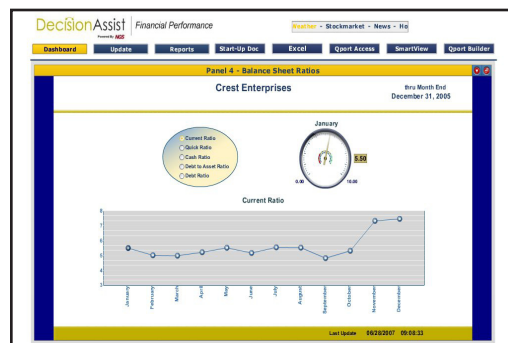 DecisionAssist Financial Performance
Powered By NGS
Weather - Stockmarket - News - Ho
Dashboard Update Reports Start-Up Doc Excel Qport Access SmartView Qport Builder
Panel 4 - Balance Sheet Ratios
Crest Enterprises
thru Month End
December 31, 2005
January
Current Ratio
Quick Ratio
Cash Ratio
Debt to Asset Ratio
Debt Ratio
5.50
0.00 10.00
Current Ratio
8
7
6
5
4
3
January February March April May June July August September October November December
Last Update 06/28/2007 09:08:33